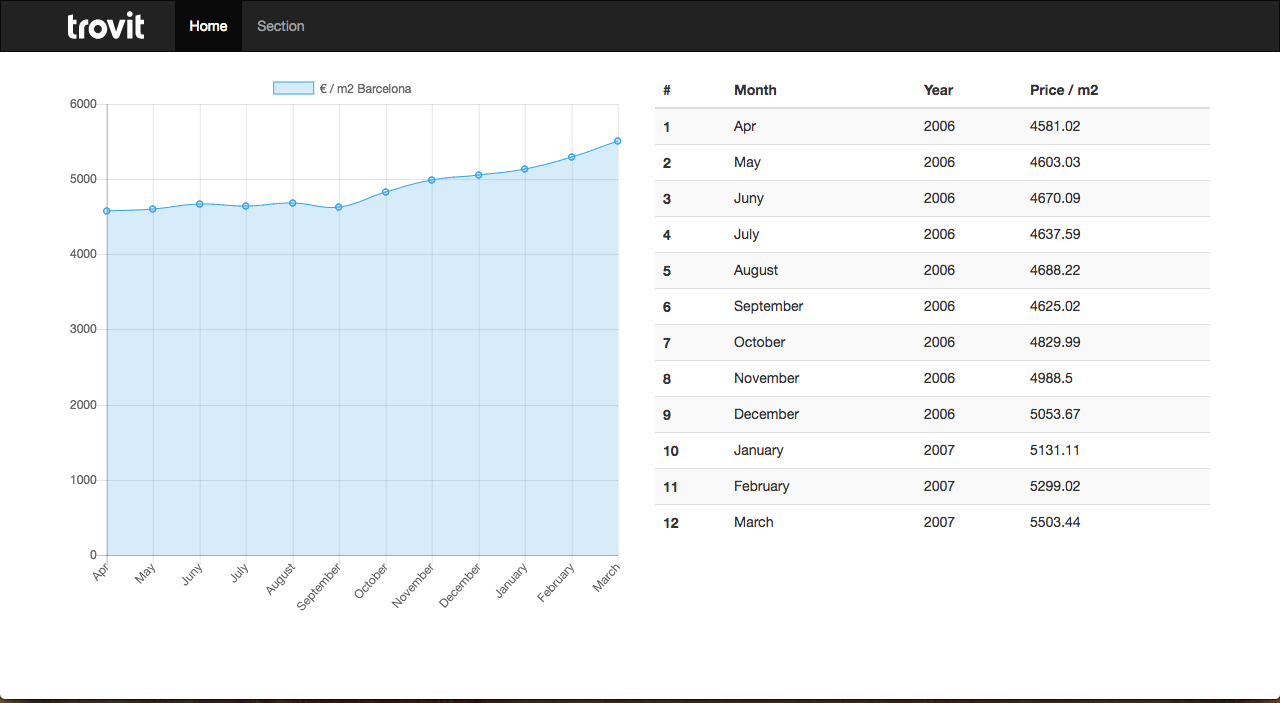 trovit Home Section
€ / m2 Barcelona
6000
5000
4000
3000
2000
1000
0
Apr May Juny July August September October November December January February March
# Month Year Price / m2
1 Apr 2006 4581.02
2 May 2006 4603.03
3 Juny 2006 4670.09
4 July 2006 4637.59
5 August 2006 4688.22
6 September 2006 4625.02
7 October 2006 4829.99
8 November 2006 4988.5
9 December 2006 5053.67
10 January 2007 5131.11
11 February 2007 5299.02
12 March 2007 5503.44